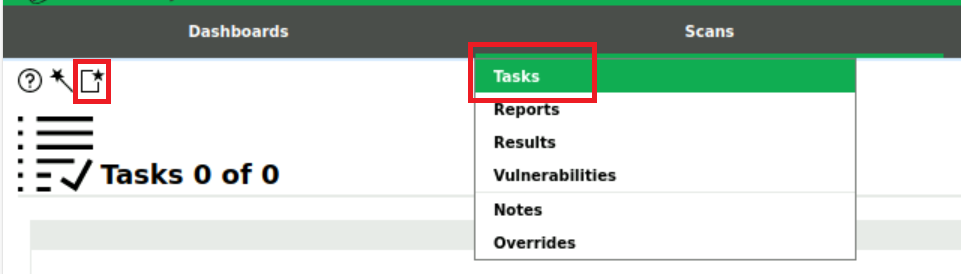 Dashboards
Scans
Tasks
Reports
Results
Vulnerabilities
Notes
Overrides
Tasks 0 of 0